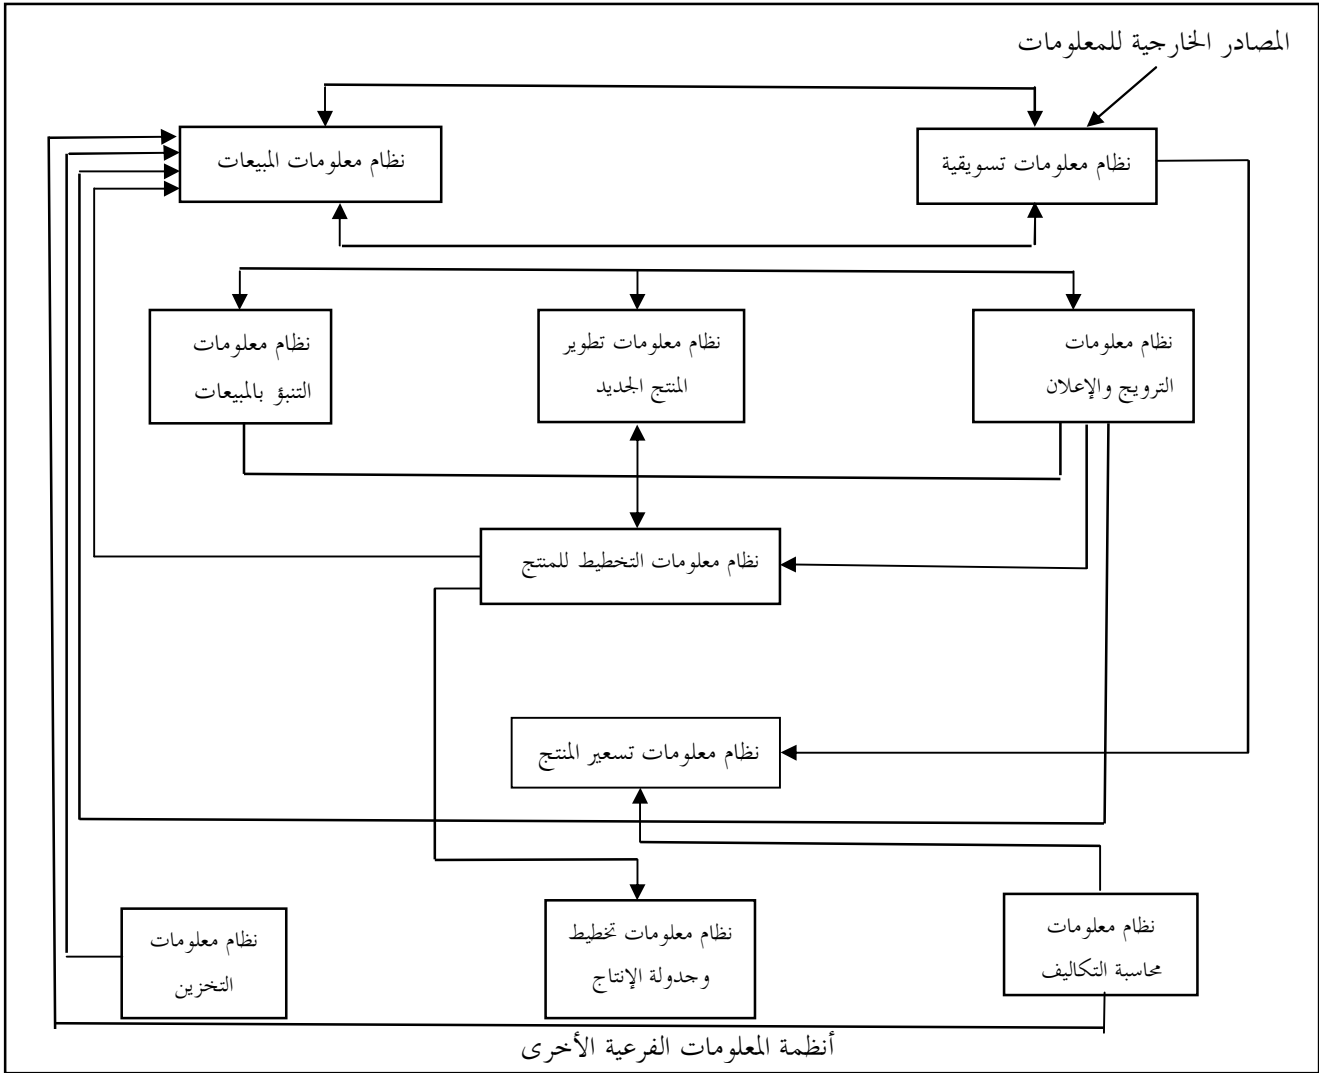 المصادر الخارجية للمعلومات
نظام معلومات تسويقية
نظام معلومات المبيعات
نظام معلومات
الترويج والإعلان
نظام معلومات تطوير
المنتج الجديد
نظام معلومات
التنبؤ بالمبيعات
نظام معلومات التخطيط للمنتج
نظام معلومات تسعير المنتج
نظام معلومات
محاسبة التكاليف
نظام معلومات تخطيط
وجدولة الإنتاج
نظام معلومات
التخزين
أنظمة المعلومات الفرعية الأخرى